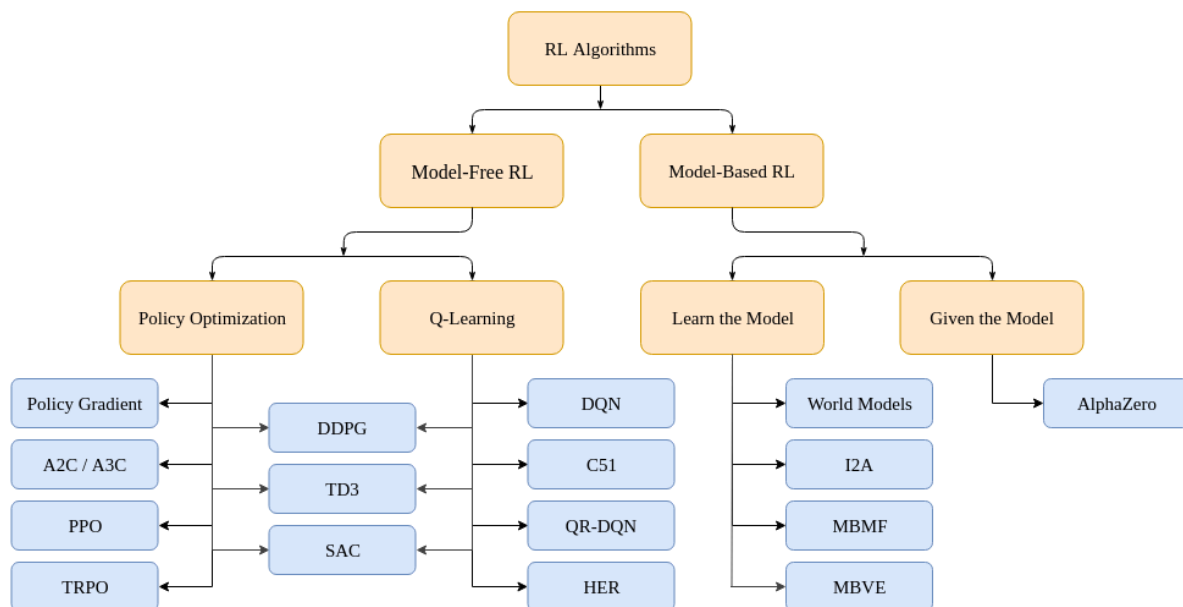 RL Algorithms
Model-Free RL
Model-Based RL
Policy Optimization
Q-Learning
Learn the Model
Given the Model
Policy Gradient
DDPG
DQN
World Models
AlphaZero
A2C / A3C
TD3
C51
I2A
PPO
SAC
QR-DQN
MBMF
TRPO
HER
MBVE